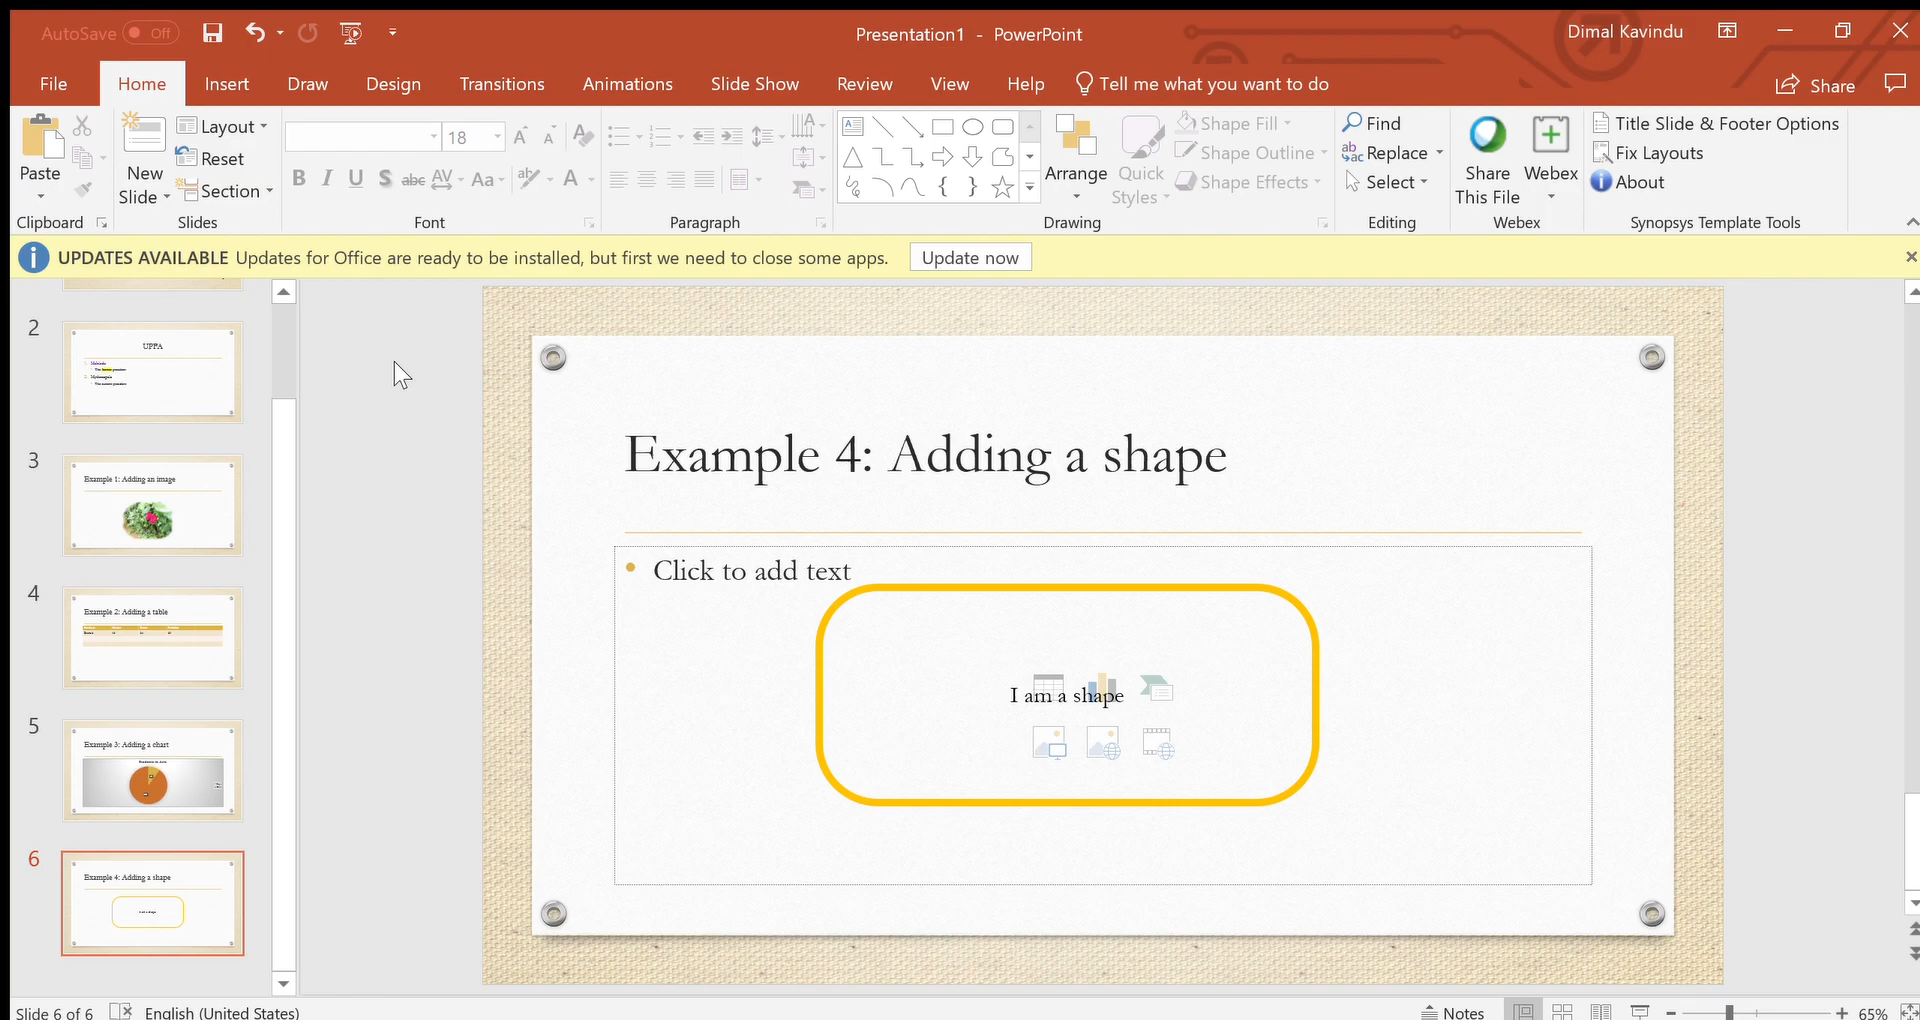 AutoSave Off
Presentation1 - PowerPoint
Dimal Kavindu
File Home Insert Draw Design Transitions Animations Slide Show Review View Help Tell me what you want to do
Share
Paste
New
Slide
Layout
Reset
Section
18
B I U S abc AV Aa A
Arrange
Quick
Styles
Shape Fill
Shape Outline
Shape Effects
Find
Replace
Select
Share
This File
Webex
Title Slide & Footer Options
Fix Layouts
About
Clipboard Slides Font Paragraph Drawing Editing Webex Synopsys Template Tools
UPDATES AVAILABLE Updates for Office are ready to be installed, but first we need to close some apps. Update now
2
UPFA
3
Example 1: Adding an image
4
Example 2: Adding a table
5
Example 3: Adding a chart
6
Example 4: Adding a shape
Example 4: Adding a shape
Click to add text
I am a shape
Slide 6 of 6 English (United States)
Notes
65%